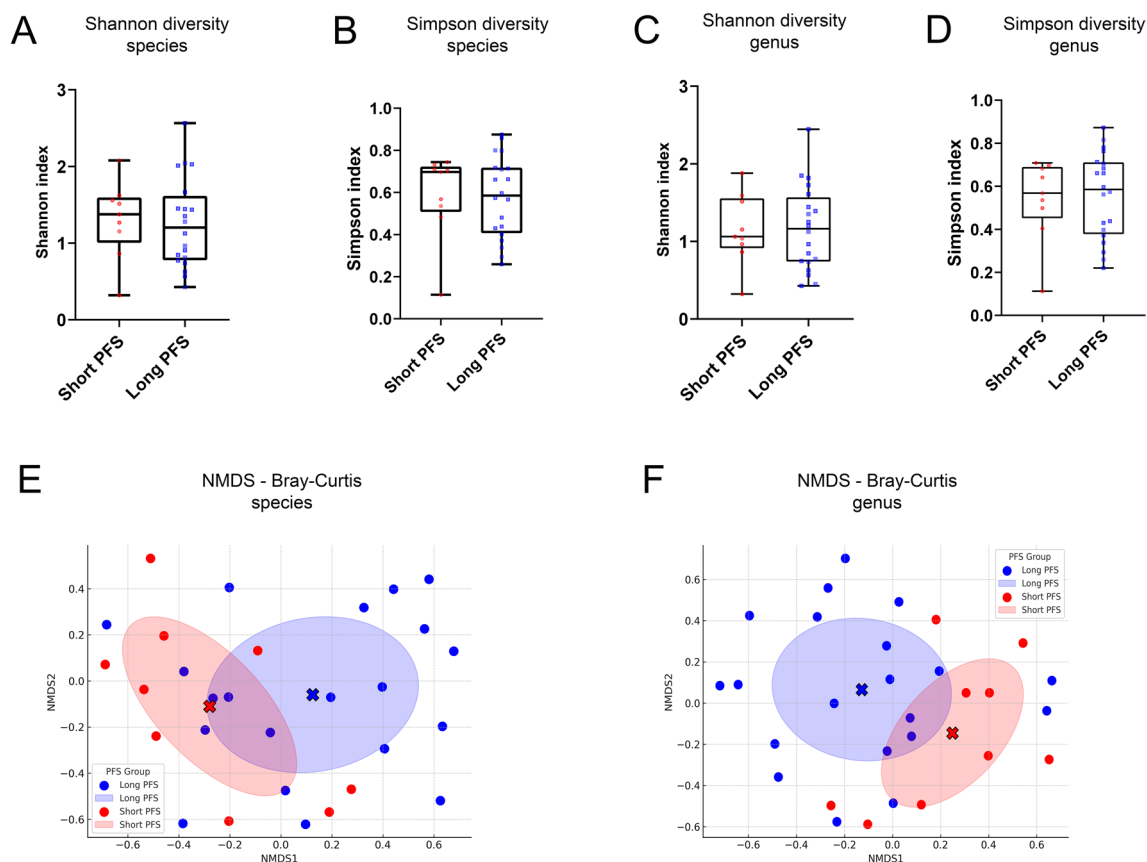 A
Shannon diversity
species
Shannon index
3
2
1
0
Short PFS
Long PFS
B
Simpson diversity
species
Simpson index
1.0
0.8
0.6
0.4
0.2
0.0
Short PFS
Long PFS
C
Shannon diversity
genus
Shannon index
3
2
1
0
Short PFS
Long PFS
D
Simpson diversity
genus
Simpson index
1.0
0.8
0.6
0.4
0.2
0.0
Short PFS
Long PFS
E
NMDS - Bray-Curtis
species
NMDS2
0.4
0.2
0.0
−0.2
−0.4
−0.6
PFS Group
Long PFS
Long PFS
Short PFS
Short PFS
−0.6 −0.4 −0.2 0.0 0.2 0.4 0.6
NMDS1
F
NMDS - Bray-Curtis
genus
NMDS2
0.6
0.4
0.2
0.0
−0.2
−0.4
−0.6
PFS Group
Long PFS
Long PFS
Short PFS
Short PFS
−0.6 −0.4 −0.2 0.0 0.2 0.4 0.6
NMDS1